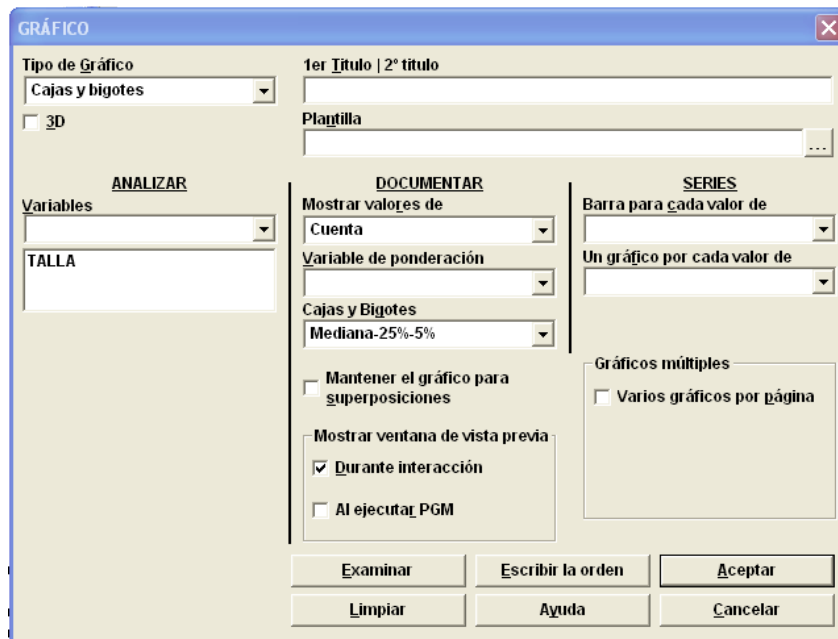 GRÁFICO
Tipo de Gráfico
Cajas y bigotes
3D
1er Titulo | 2º titulo
Plantilla
...
ANALIZAR
Variables
TALLA
DOCUMENTAR
Mostrar valores de
Cuenta
Variable de ponderación
Cajas y Bigotes
Mediana-25%-5%
Mantener el gráfico para
superposiciones
Mostrar ventana de vista previa
Durante interacción
Al ejecutar PGM
SERIES
Barra para cada valor de
Un gráfico por cada valor de
Gráficos múltiples
Varios gráficos por página
Examinar
Escribir la orden
Aceptar
Limpiar
Ayuda
Cancelar